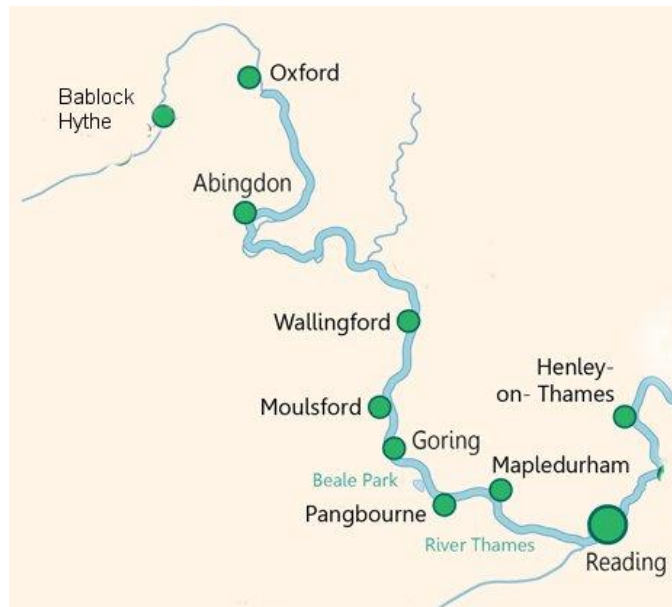 Oxford
Bablock
Hythe
Abingdon
Wallingford
Henley-
on- Thames
Moulsford
Goring
Mapledurham
Beale Park
Pangbourne
River Thames
Reading